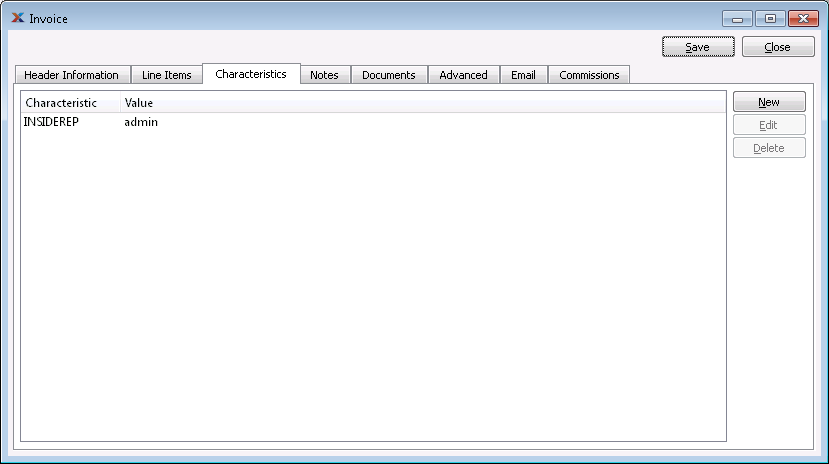 Invoice
Save Close
Header Information Line Items Characteristics Notes Documents Advanced Email Commissions
Characteristic Value New
INSIDEREP admin Edit
Delete